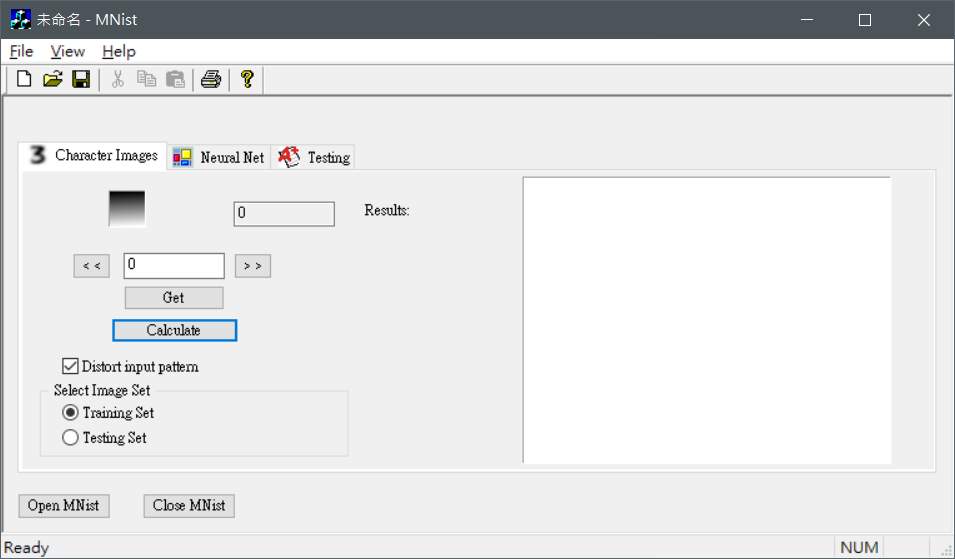 未命名 - MNist
File View Help
Character Images Neural Net Testing
0 Results:
< < 0 > >
Get
Calculate
Distort input pattern
Select Image Set
Training Set
Testing Set
Open MNist Close MNist
Ready NUM